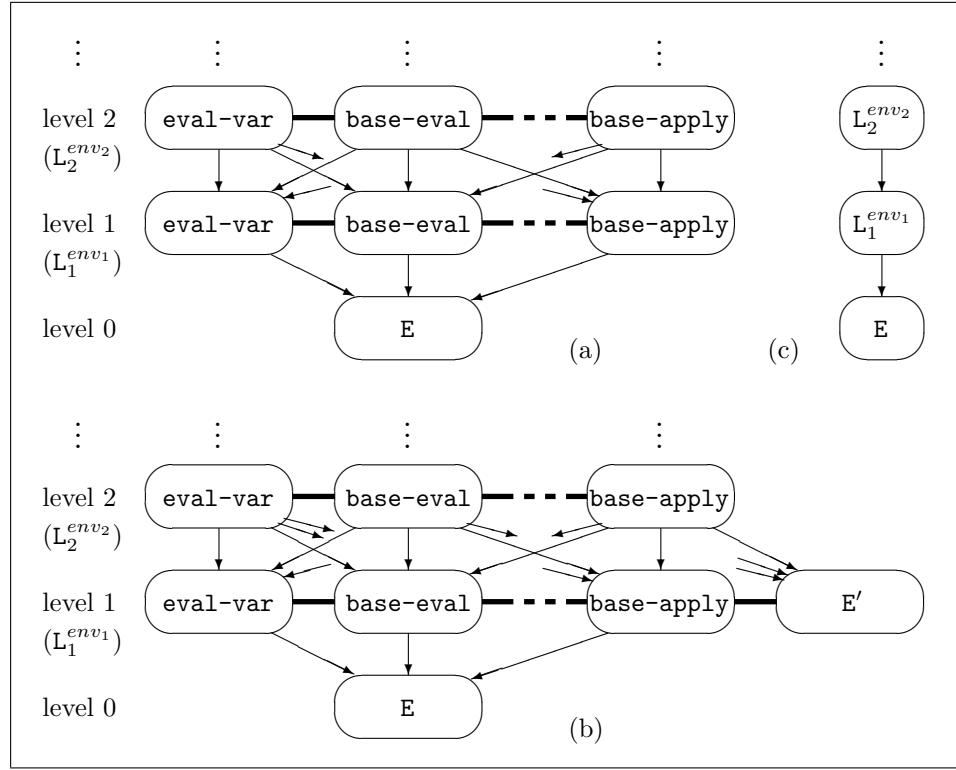 ⋮ ⋮ ⋮ ⋮ ⋮
level 2 eval-var base-eval base-apply L₂^{env₂}
(L₂^{env₂})
level 1 eval-var base-eval base-apply L₁^{env₁}
(L₁^{env₁})
level 0 E (a) (c) E
⋮ ⋮ ⋮ ⋮
level 2 eval-var base-eval base-apply
(L₂^{env₂})
level 1 eval-var base-eval base-apply E′
(L₁^{env₁})
level 0 E (b)